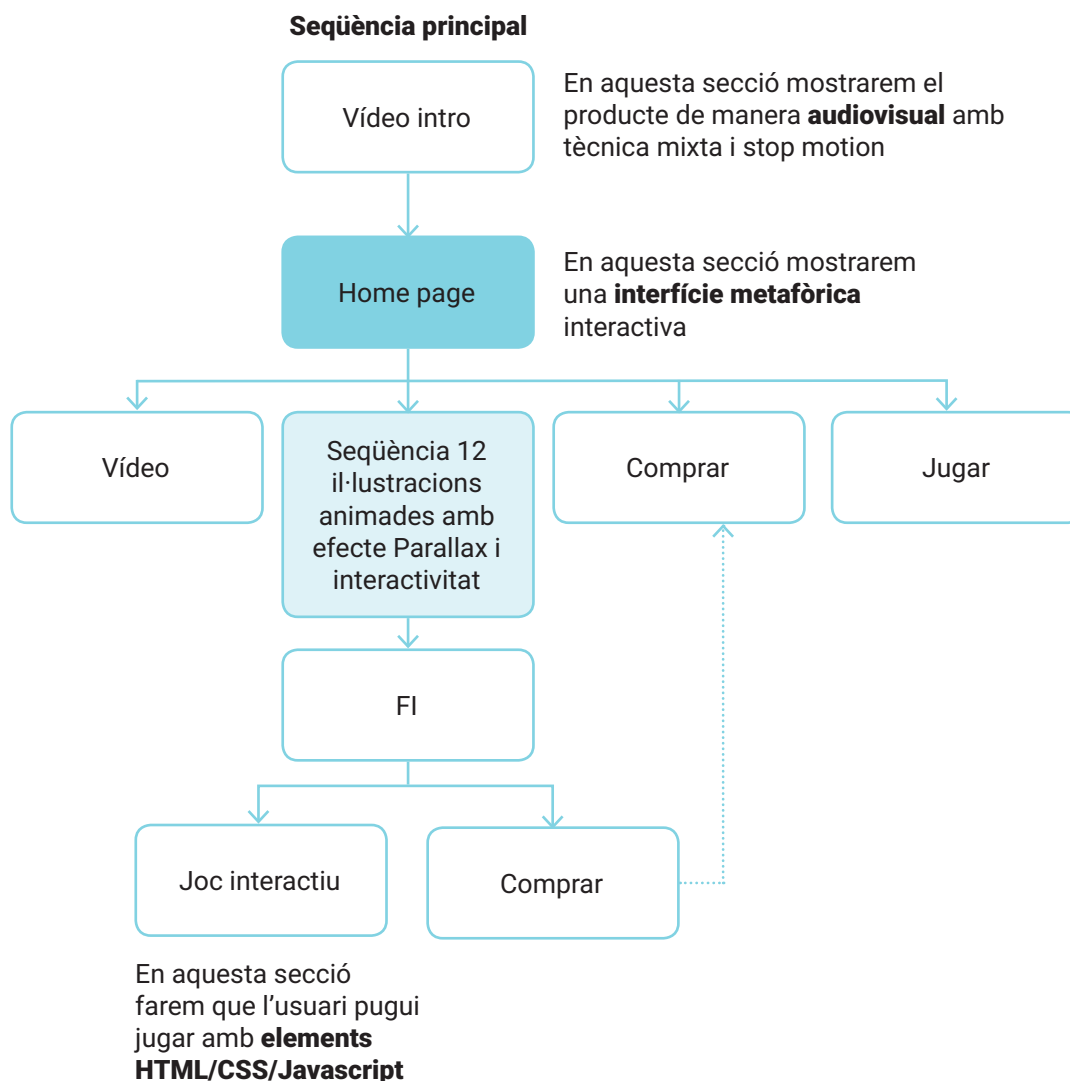 Seqüència principal
Vídeo intro
En aquesta secció mostrarem el
producte de manera audiovisual amb
tècnica mixta i stop motion
Home page
En aquesta secció mostrarem
una interfície metafòrica
interactiva
Vídeo
Seqüència 12
il·lustracions
animades amb
efecte Parallax i
interactivitat
Comprar
Jugar
FI
Joc interactiu
Comprar
En aquesta secció
farem que l’usuari pugui
jugar amb elements
HTML/CSS/Javascript